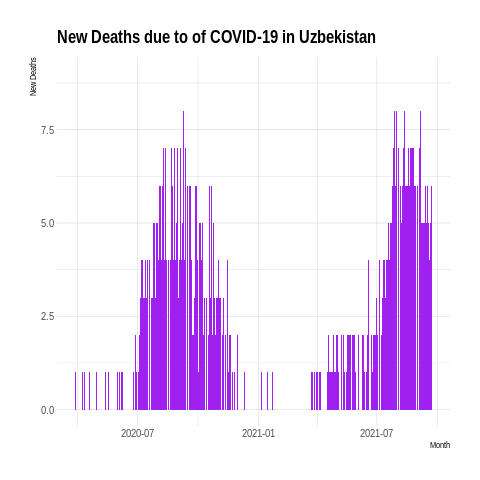 New Deaths due to of COVID-19 in Uzbekistan
New Deaths
7.5
5.0
2.5
0.0
2020-07
2021-01
2021-07
Month